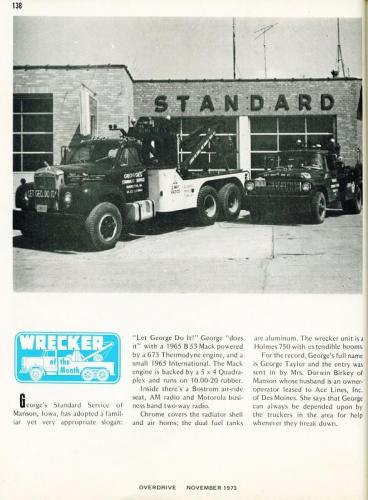 138
STANDARD
LET GEO. DO IT
GEORGE'S
WRECKER
of the
Month
George's Standard Service of
Manson, Iowa, has adopted a famil-
iar yet very appropriate slogan:
"Let George Do It!" George "does
it" with a 1965 B 53 Mack powered
by a 673 Thermodyne engine, and a
small 1965 International. The Mack
engine is backed by a 5 x 4 Quadra-
plex and runs on 10.00-20 rubber.
Inside there's a Bostrom air-ride
seat, AM radio and Motorola busi-
ness band two-way radio.
Chrome covers the radiator shell
and air horns; the dual fuel tanks
are aluminum. The wrecker unit is a
Holmes 750 with extendible booms.
For the record, George's full name
is George Taylor and the entry was
sent in by Mrs. Dorwin Birkey of
Manson whose husband is an owner-
operator leased to Ace Lines, Inc.
of Des Moines. She says that George
can always be depended upon by
the truckers in the area for help
whenever they break down.
OVERDRIVE NOVEMBER 1973